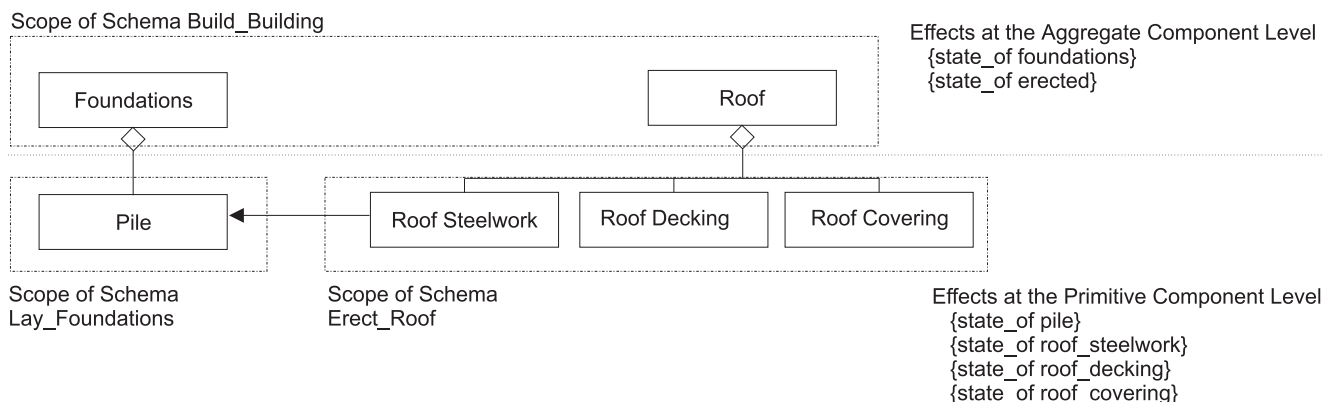 Scope of Schema Build_Building
Effects at the Aggregate Component Level
{state_of foundations}
{state_of erected}
Foundations
Roof
Pile
Roof Steelwork
Roof Decking
Roof Covering
Scope of Schema
Lay_Foundations
Scope of Schema
Erect_Roof
Effects at the Primitive Component Level
{state_of pile}
{state_of roof_steelwork}
{state_of roof_decking}
{state_of roof_covering}